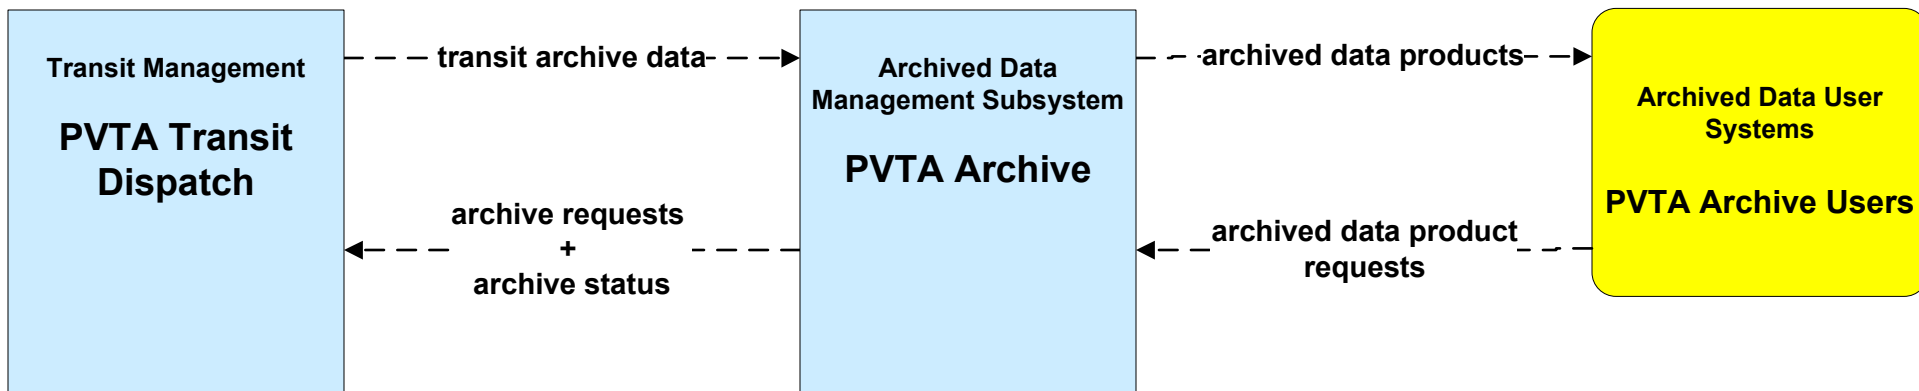 Transit Management
PVTA Transit
Dispatch
transit archive data
archive requests
+
archive status
Archived Data
Management Subsystem
PVTA Archive
archived data products
archived data product
requests
Archived Data User
Systems
PVTA Archive Users